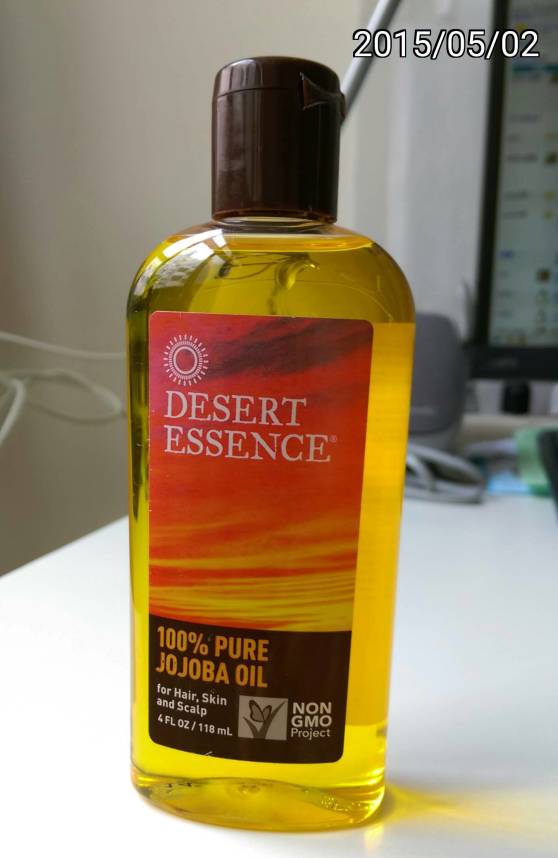 2015/05/02
DESERT
ESSENCE®
100% PURE
JOJOBA OIL
for Hair, Skin
and Scalp
4 FL OZ / 118 mL
NON
GMO
Project